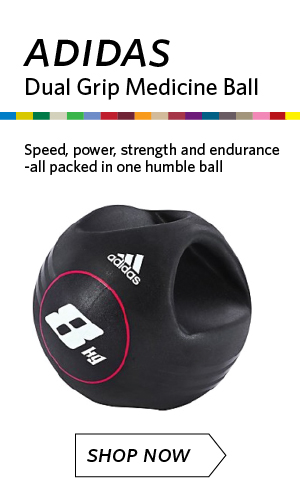 ADIDAS
Dual Grip Medicine Ball
Speed, power, strength and endurance
-all packed in one humble ball
adidas
8
kg
SHOP NOW